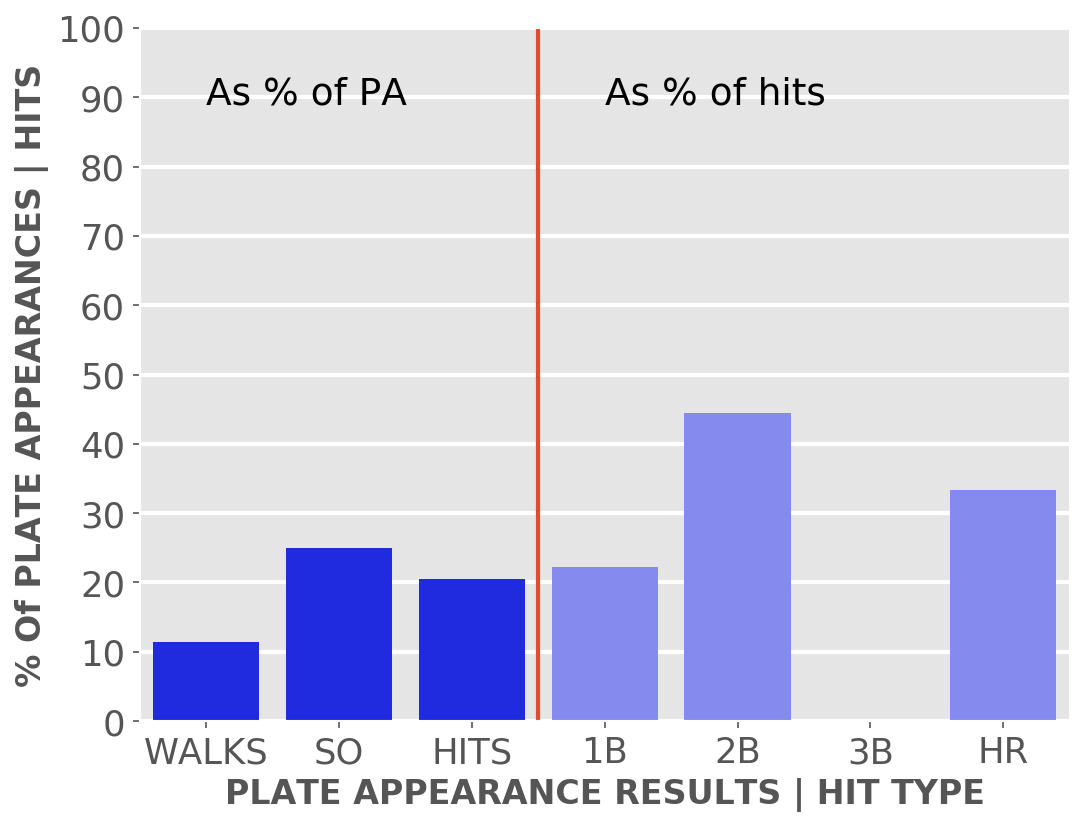 100
90
80
70
60
50
40
30
20
10
0
% Of PLATE APPEARANCES | HITS
As % of PA
As % of hits
WALKS SO HITS 1B 2B 3B HR
PLATE APPEARANCE RESULTS | HIT TYPE